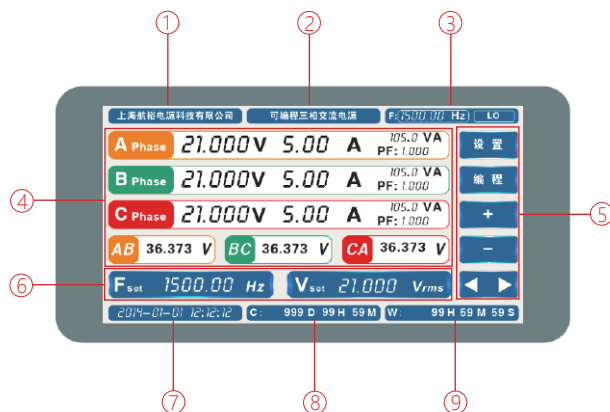 ① ② ③
上海航裕电源科技有限公司 可编程三相交流电源 F: 1500.00 Hz LO
A Phase 21.000 V 5.00 A 105.0 VA PF: 1.000 设置
B Phase 21.000 V 5.00 A 105.0 VA PF: 1.000 编程
④ C Phase 21.000 V 5.00 A 105.0 VA PF: 1.000 + ⑤
AB 36.373 V BC 36.373 V CA 36.373 V −
⑥ Fset 1500.00 Hz Vset 21.000 Vrms ◀ ▶
2014-01-01 12:12:12 C: 999 D 99 H 59 M W: 99 H 59 M 59 S
⑦ ⑧ ⑨